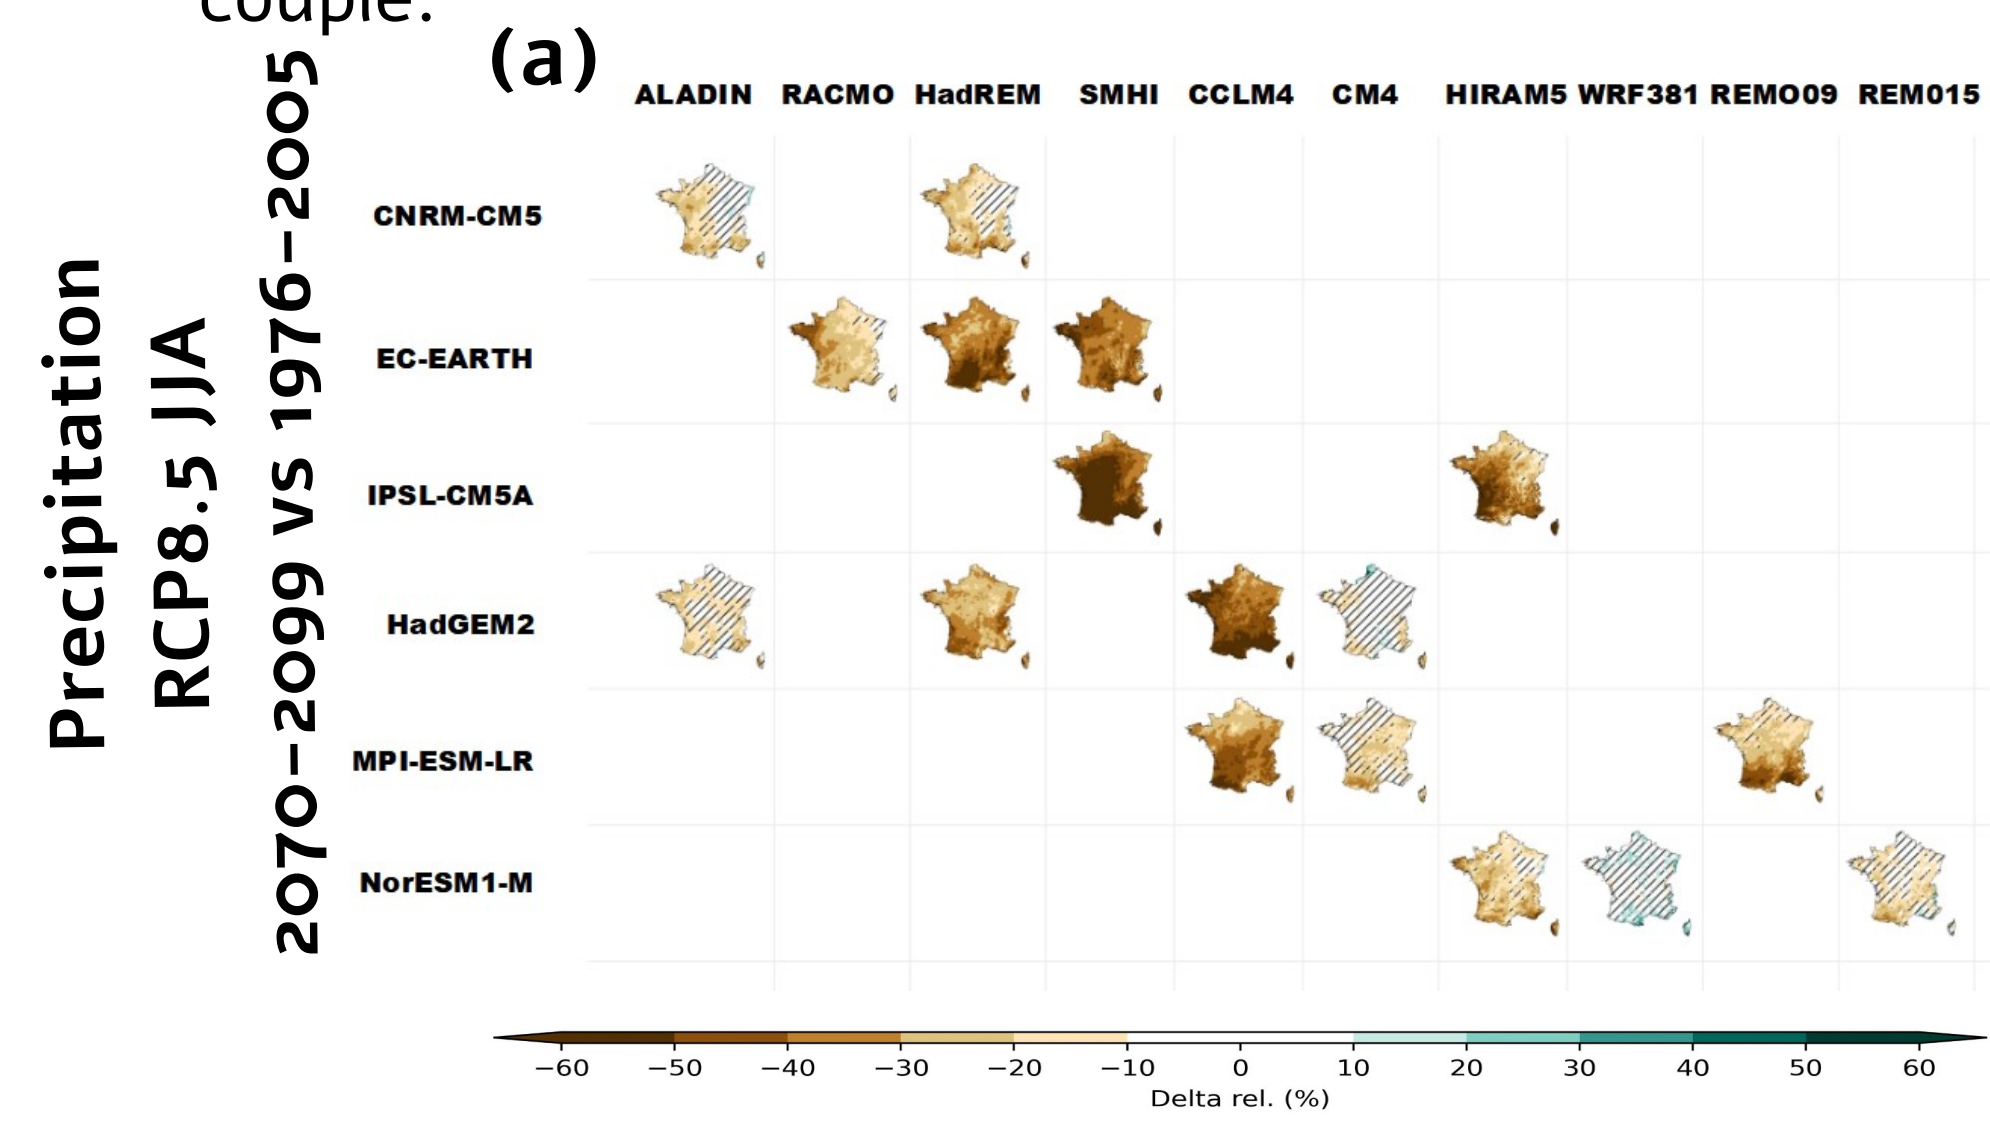 couple.
(a)
Precipitation
RCP8.5 JJA
2070-2099 vs 1976-2005
ALADIN RACMO HadREM SMHI CCLM4 CM4 HIRAM5 WRF381 REMO09 REM015
CNRM-CM5
EC-EARTH
IPSL-CM5A
HadGEM2
MPI-ESM-LR
NorESM1-M
−60 −50 −40 −30 −20 −10 0 10 20 30 40 50 60
Delta rel. (%)